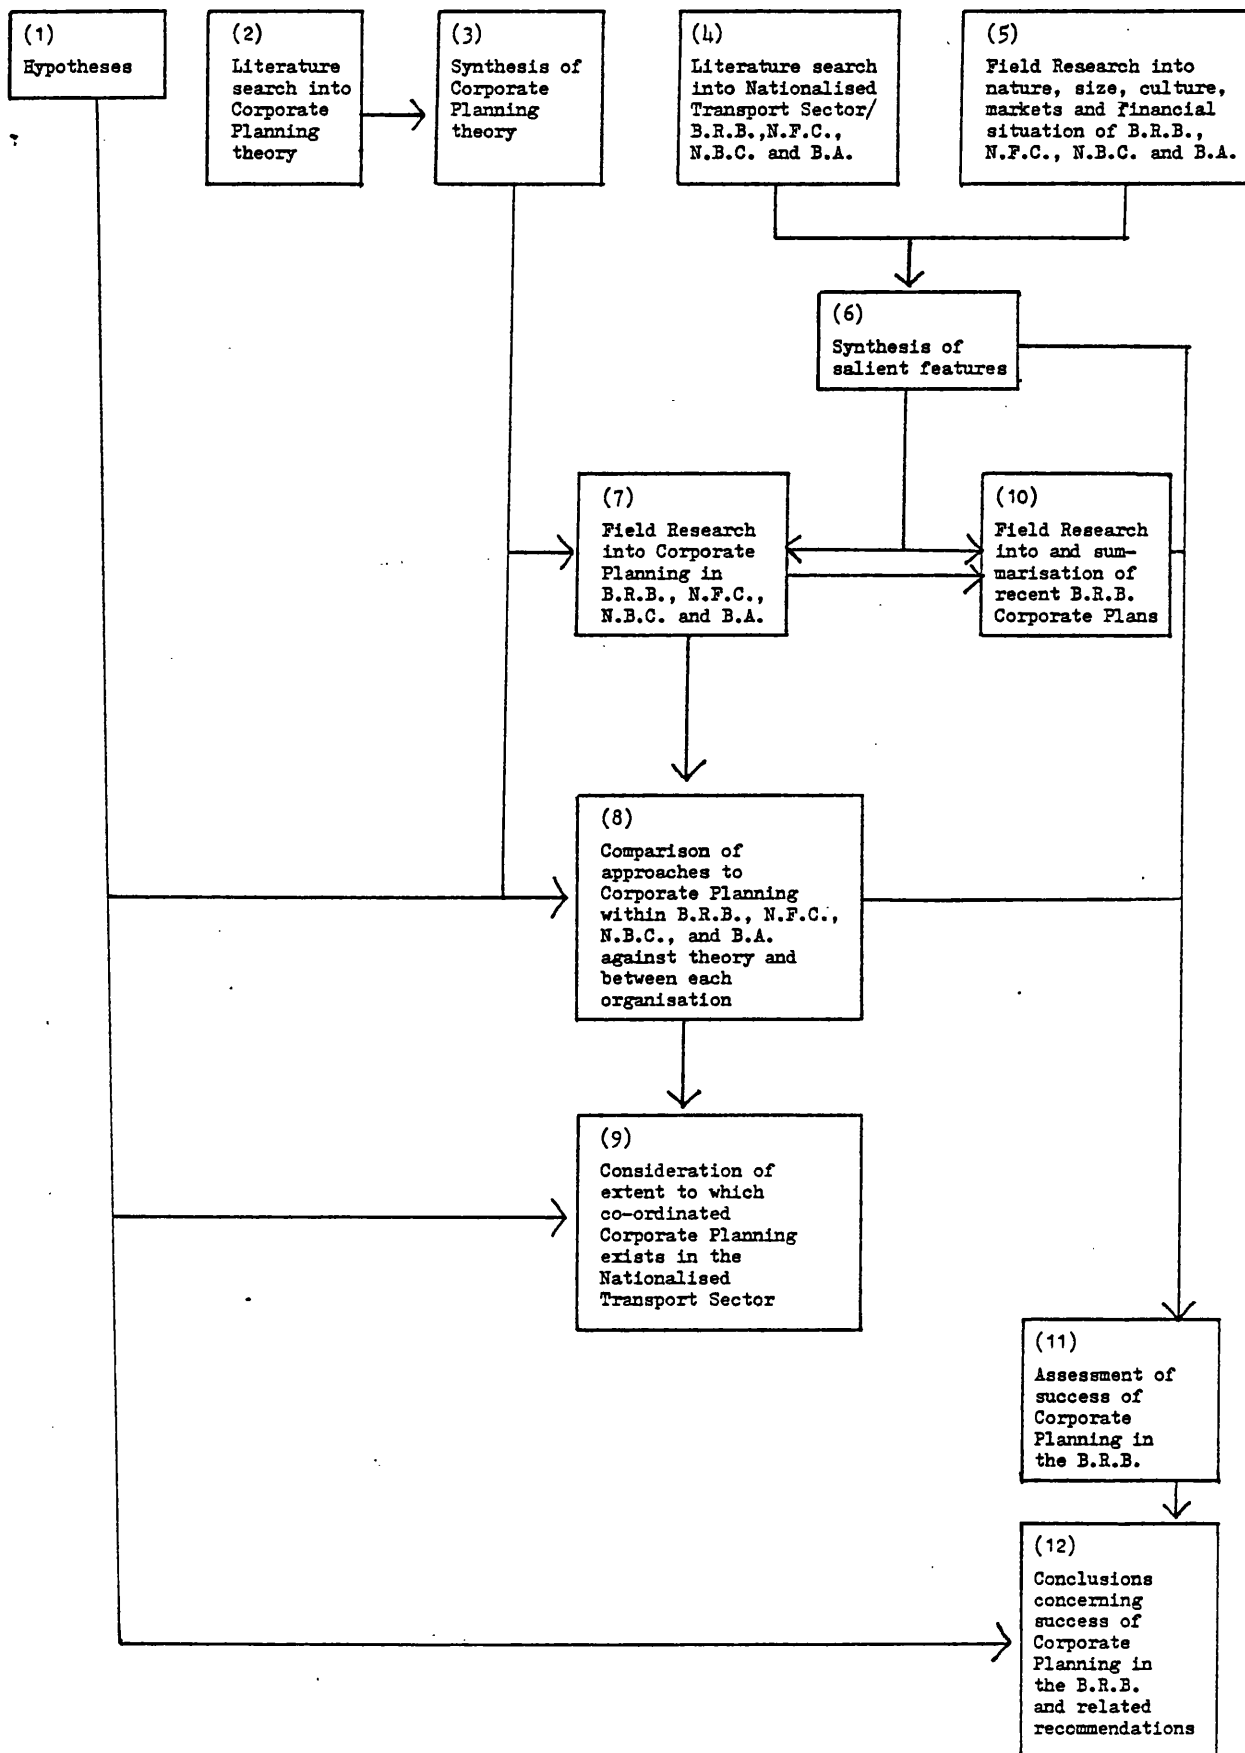 (1)
Hypotheses
(2)
Literature
search into
Corporate
Planning
theory
(3)
Synthesis of
Corporate
Planning
theory
(4)
Literature search
into Nationalised
Transport Sector/
B.R.B.,N.F.C.,
N.B.C. and B.A.
(5)
Field Research into
nature, size, culture,
markets and financial
situation of B.R.B.,
N.F.C., N.B.C. and B.A.
(6)
Synthesis of
salient features
(7)
Field Research
into Corporate
Planning in
B.R.B., N.F.C.,
N.B.C. and B.A.
(10)
Field Research
into and sum-
marisation of
recent B.R.B.
Corporate Plans
(8)
Comparison of
approaches to
Corporate Planning
within B.R.B., N.F.C.,
N.B.C., and B.A.
against theory and
between each
organisation
(9)
Consideration of
extent to which
co-ordinated
Corporate Planning
exists in the
Nationalised
Transport Sector
(11)
Assessment of
success of
Corporate
Planning in
the B.R.B.
(12)
Conclusions
concerning
success of
Corporate
Planning in
the B.R.B.
and related
recommendations